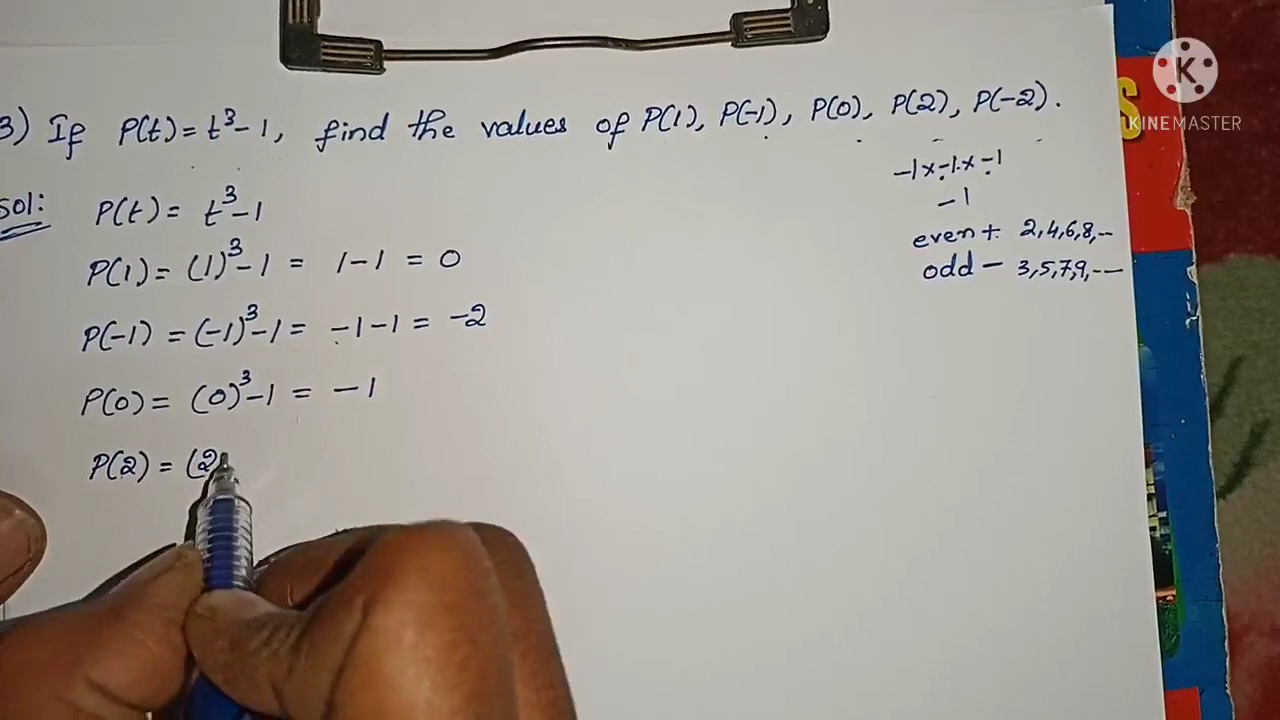 3) If P(t) = t³-1, find the values of P(1), P(-1), P(0), P(2), P(-2).
sol: P(t) = t³-1
P(1) = (1)³-1 = 1-1 = 0
P(-1) = (-1)³-1 = -1-1 = -2
P(0) = (0)³-1 = -1
P(2) = (2
-1x-1x-1
-1
even + 2,4,6,8,--
odd - 3,5,7,9,---
K
KINEMASTER
S